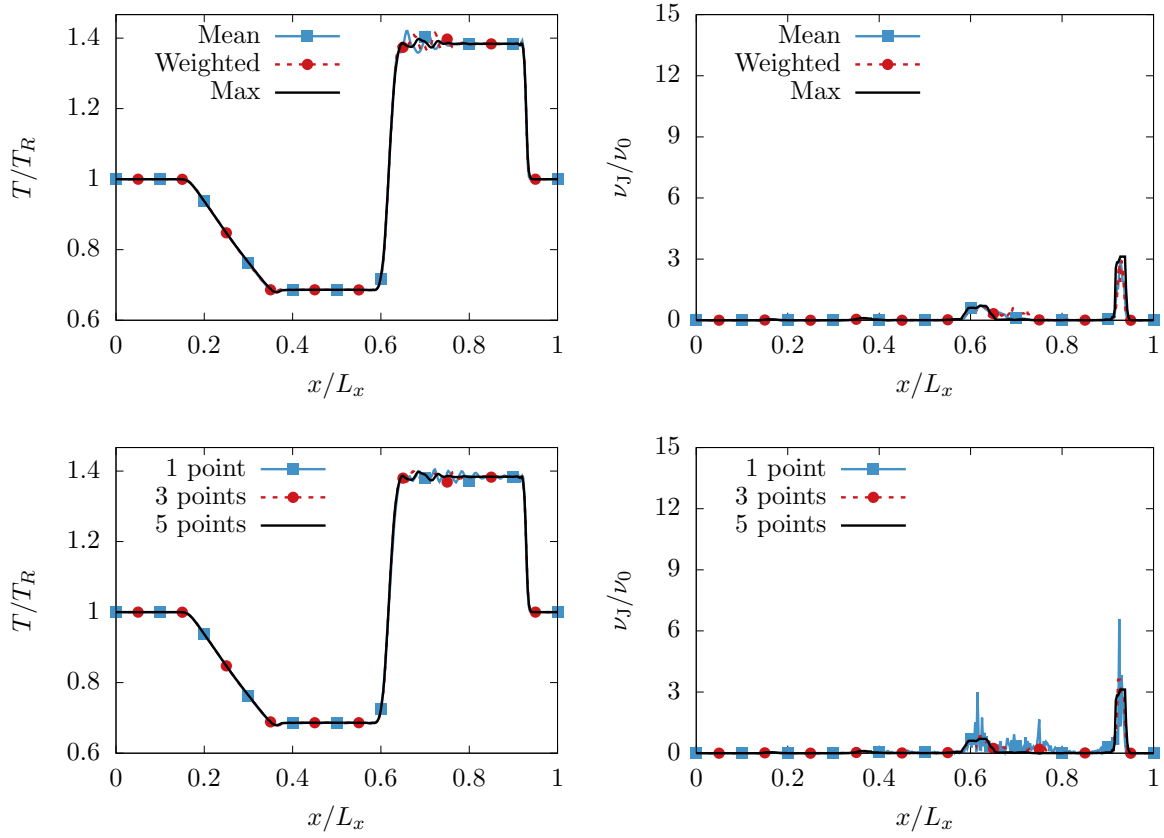 1.4
1.2
1
0.8
0.6
T/T_R
Mean
Weighted
Max
0 0.2 0.4 0.6 0.8 1
x/L_x
15
12
9
6
3
0
ν_J/ν_0
Mean
Weighted
Max
0 0.2 0.4 0.6 0.8 1
x/L_x
1.4
1.2
1
0.8
0.6
T/T_R
1 point
3 points
5 points
0 0.2 0.4 0.6 0.8 1
x/L_x
15
12
9
6
3
0
ν_J/ν_0
1 point
3 points
5 points
0 0.2 0.4 0.6 0.8 1
x/L_x